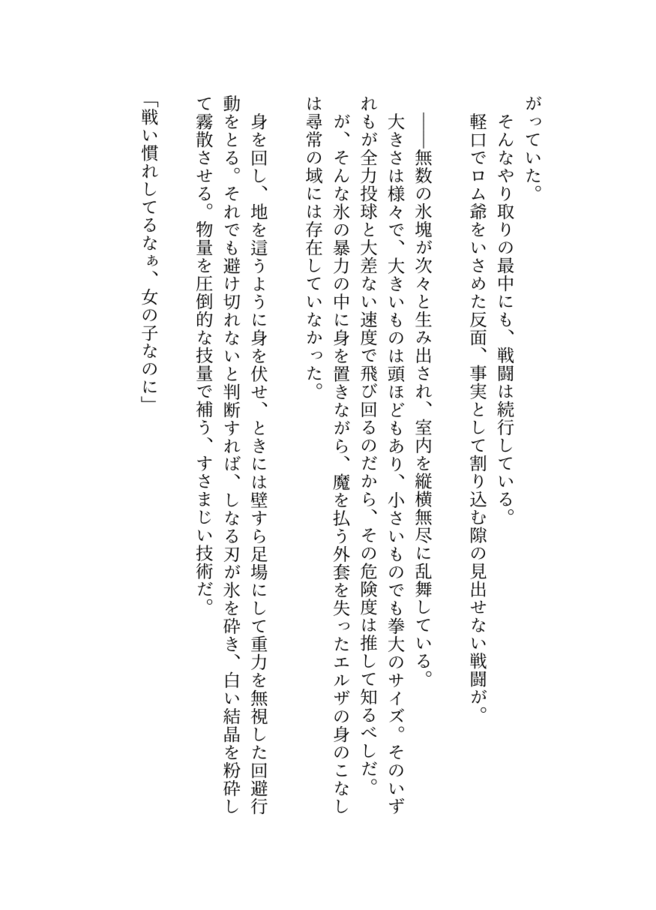 がっていた。
そんなやり取りの最中にも、戦闘は続行している。
軽口でロム爺をいさめた反面、事実として割り込む隙の見出せない戦闘が。
――無数の氷塊が次々と生み出され、室内を縦横無尽に乱舞している。
大きさは様々で、大きいものは頭ほどもあり、小さいものでも拳大のサイズ。そのいず
れもが全力投球と大差ない速度で飛び回るのだから、その危険度は推して知るべしだ。
が、そんな氷の暴力の中に身を置きながら、魔を払う外套を失ったエルザの身のこなし
は尋常の域には存在していなかった。
身を回し、地を這うように身を伏せ、ときには壁すら足場にして重力を無視した回避行
動をとる。それでも避け切れないと判断すれば、しなる刃が氷を砕き、白い結晶を粉砕し
て霧散させる。物量を圧倒的な技量で補う、すさまじい技術だ。
「戦い慣れしてるなぁ、女の子なのに」